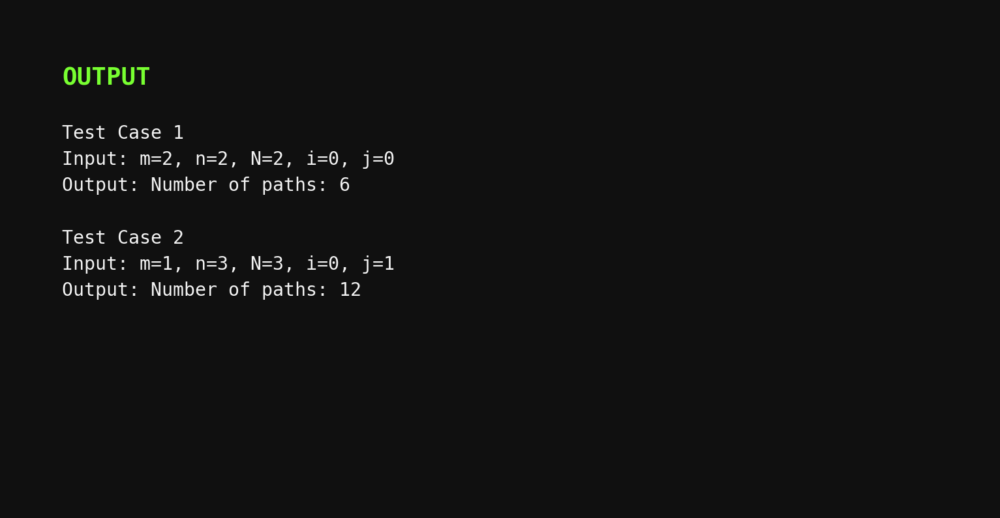 OUTPUT
Test Case 1
Input: m=2, n=2, N=2, i=0, j=0
Output: Number of paths: 6
Test Case 2
Input: m=1, n=3, N=3, i=0, j=1
Output: Number of paths: 12